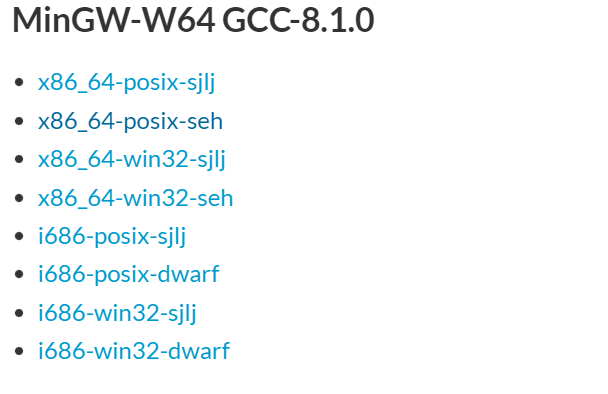 MinGW-W64 GCC-8.1.0
x86_64-posix-sjlj
x86_64-posix-seh
x86_64-win32-sjlj
x86_64-win32-seh
i686-posix-sjlj
i686-posix-dwarf
i686-win32-sjlj
i686-win32-dwarf